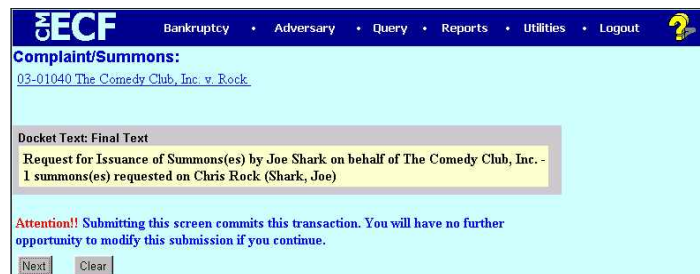 CM ECF Bankruptcy • Adversary • Query • Reports • Utilities • Logout ?
Complaint/Summons:
03-01040 The Comedy Club, Inc. v. Rock
Docket Text: Final Text
Request for Issuance of Summons(es) by Joe Shark on behalf of The Comedy Club, Inc. -
1 summons(es) requested on Chris Rock (Shark, Joe)
Attention!! Submitting this screen commits this transaction. You will have no further
opportunity to modify this submission if you continue.
Next Clear